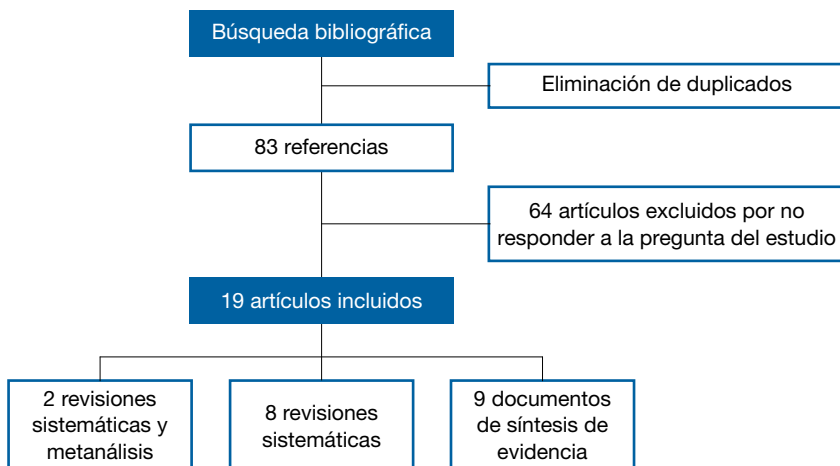 Búsqueda bibliográfica
Eliminación de duplicados
83 referencias
64 artículos excluidos por no
responder a la pregunta del estudio
19 artículos incluidos
2 revisiones
sistemáticas y
metanálisis
8 revisiones
sistemáticas
9 documentos
de síntesis de
evidencia